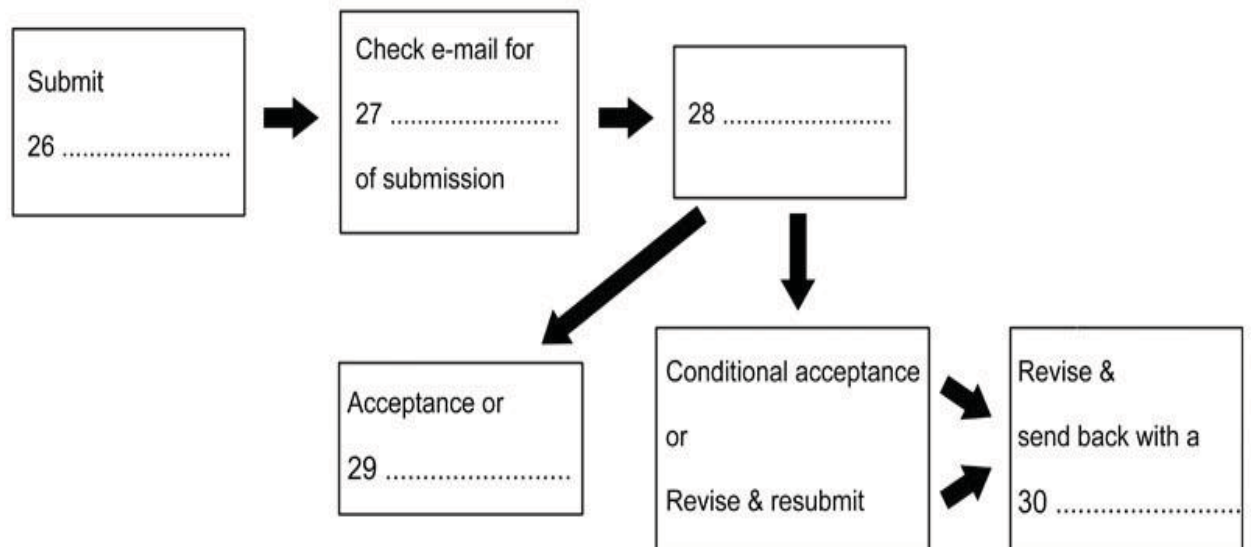 Submit
26 ..........................
Check e-mail for
27 ..........................
of submission
28 ..........................
Acceptance or
29 ............................
Conditional acceptance
or
Revise & resubmit
Revise &
send back with a
30 ............................